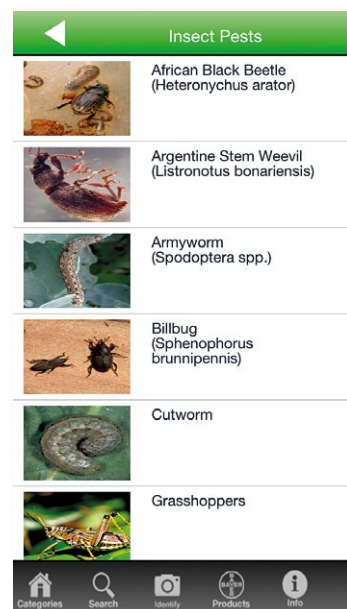 Insect Pests
African Black Beetle
(Heteronychus arator)
Argentine Stem Weevil
(Listronotus bonariensis)
Armyworm
(Spodoptera spp.)
Billbug
(Sphenophorus
brunnipennis)
Cutworm
Grasshoppers
BAYER
Categories
Search
Identify
Products
Info